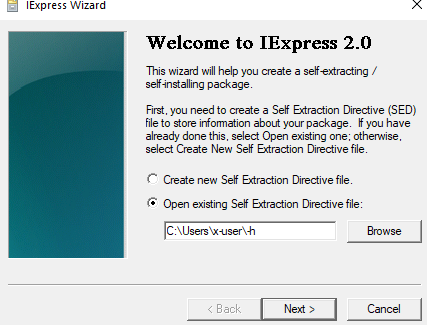 IExpress Wizard
Welcome to IExpress 2.0
This wizard will help you create a self-extracting /
self-installing package.
First, you need to create a Self Extraction Directive (SED)
file to store information about your package. If you have
already done this, select Open existing one; otherwise,
select Create New Self Extraction Directive file.
Create new Self Extraction Directive file.
Open existing Self Extraction Directive file:
C:\Users\x-user\-h
Browse
< Back
Next >
Cancel